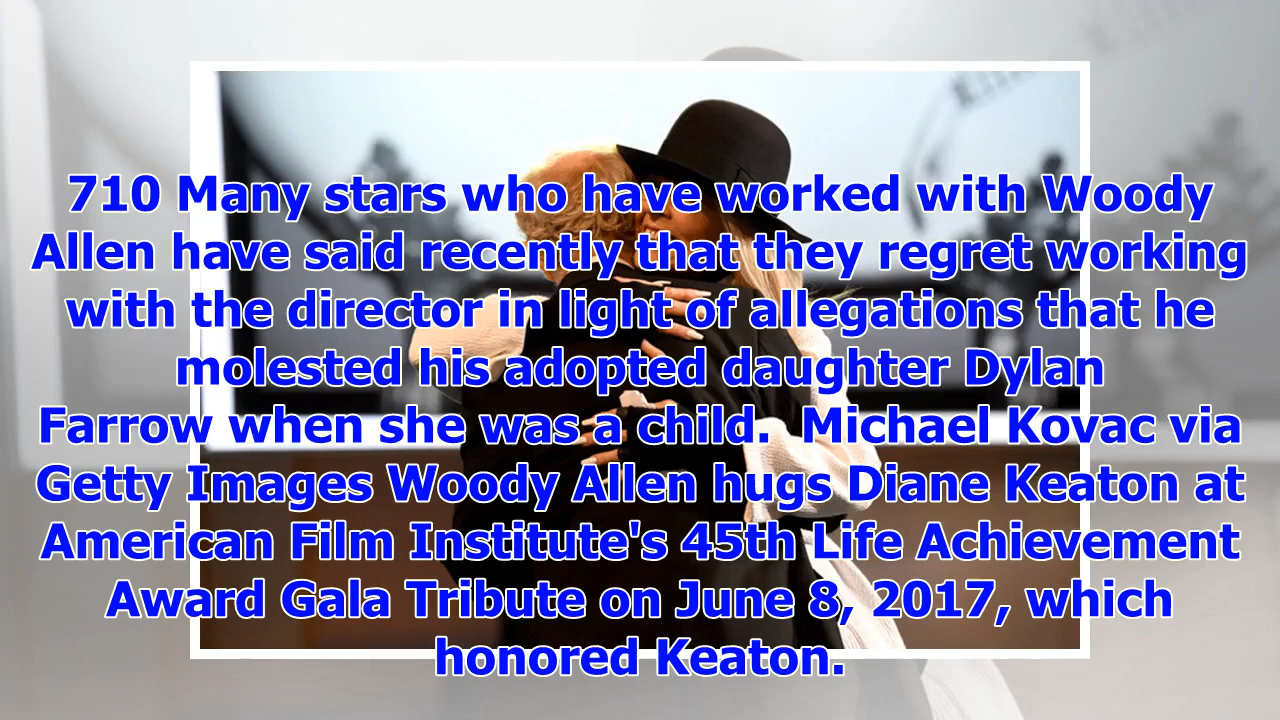 710 Many stars who have worked with Woody
Allen have said recently that they regret working
with the director in light of allegations that he
molested his adopted daughter Dylan
Farrow when she was a child.  Michael Kovac via
Getty Images Woody Allen hugs Diane Keaton at
American Film Institute's 45th Life Achievement
Award Gala Tribute on June 8, 2017, which
honored Keaton.